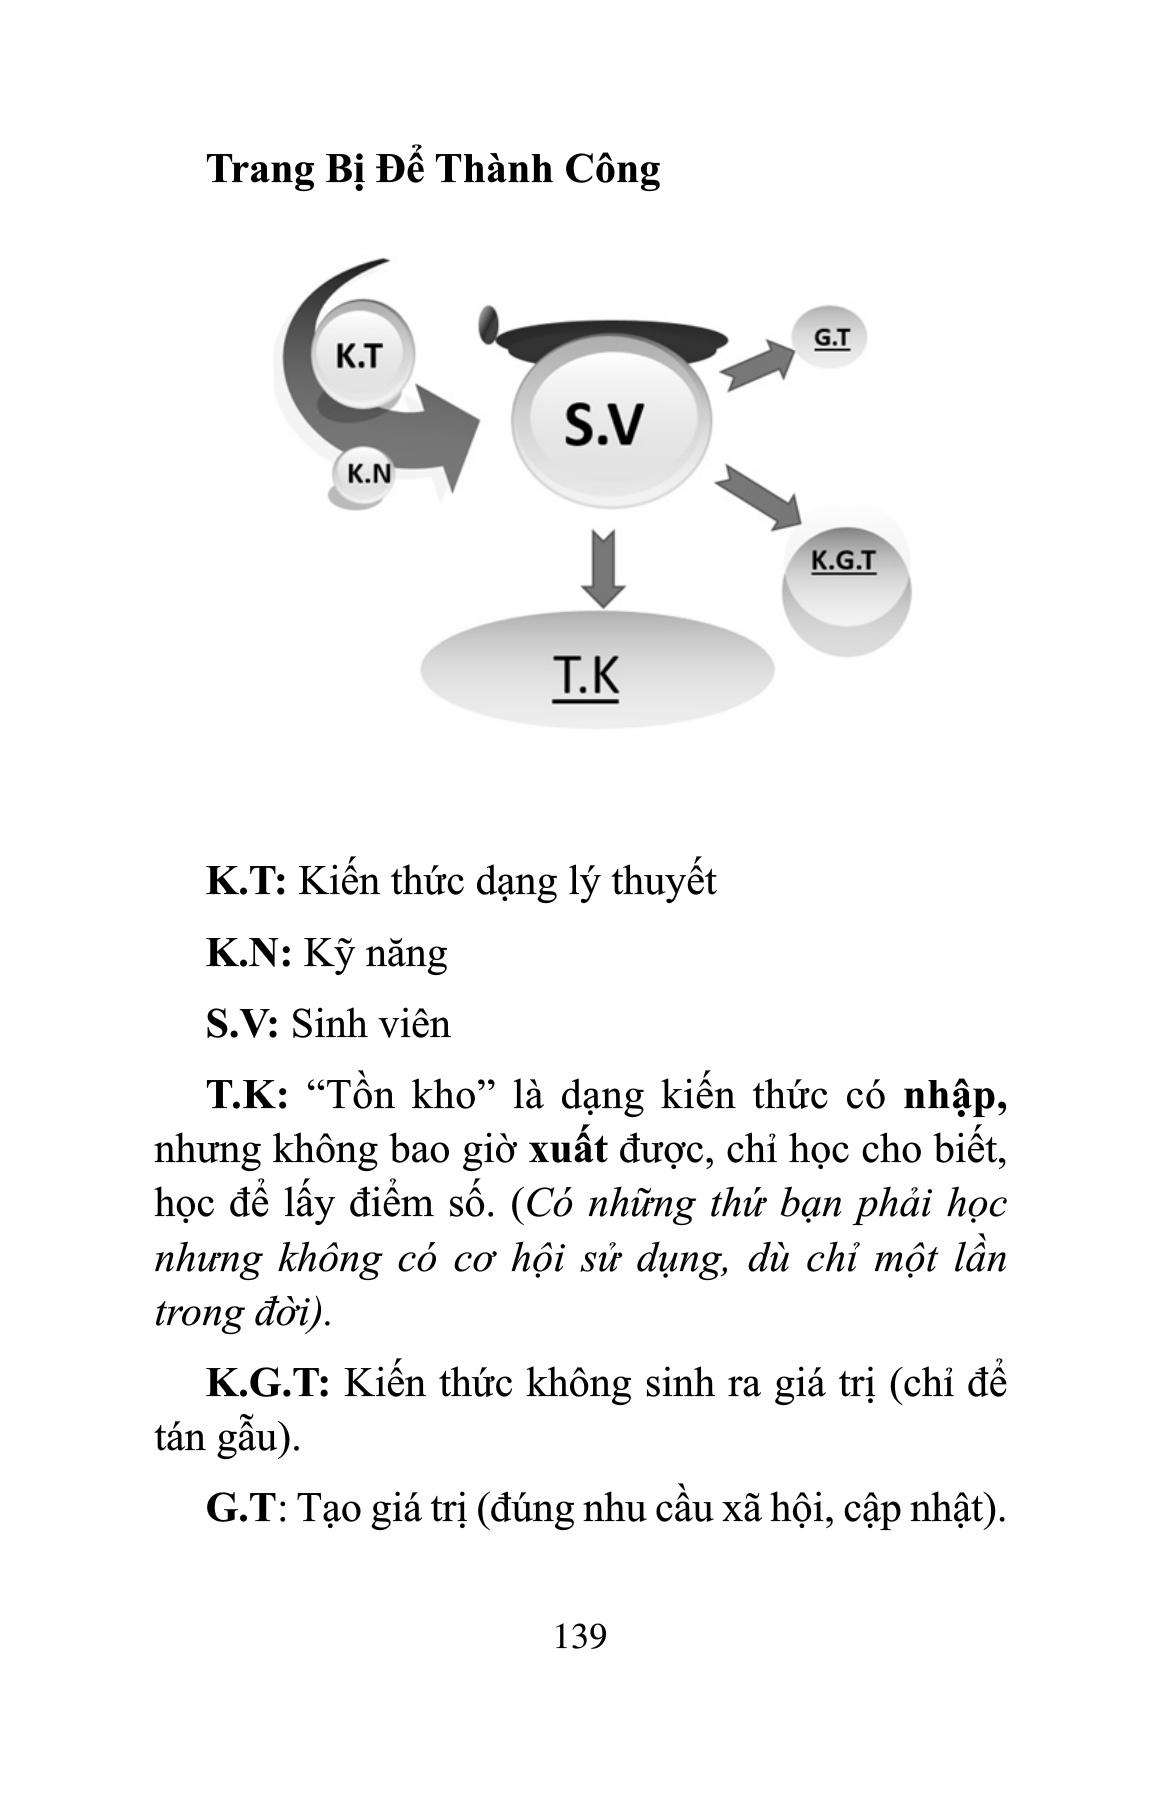 Trang Bị Để Thành Công
K.T
G.T
S.V
K.N
K.G.T
T.K
K.T: Kiến thức dạng lý thuyết
K.N: Kỹ năng
S.V: Sinh viên
T.K: “Tồn kho” là dạng kiến thức có nhập,
nhưng không bao giờ xuất được, chỉ học cho biết,
học để lấy điểm số. (Có những thứ bạn phải học
nhưng không có cơ hội sử dụng, dù chỉ một lần
trong đời).
K.G.T: Kiến thức không sinh ra giá trị (chỉ để
tán gẫu).
G.T: Tạo giá trị (đúng nhu cầu xã hội, cập nhật).
139